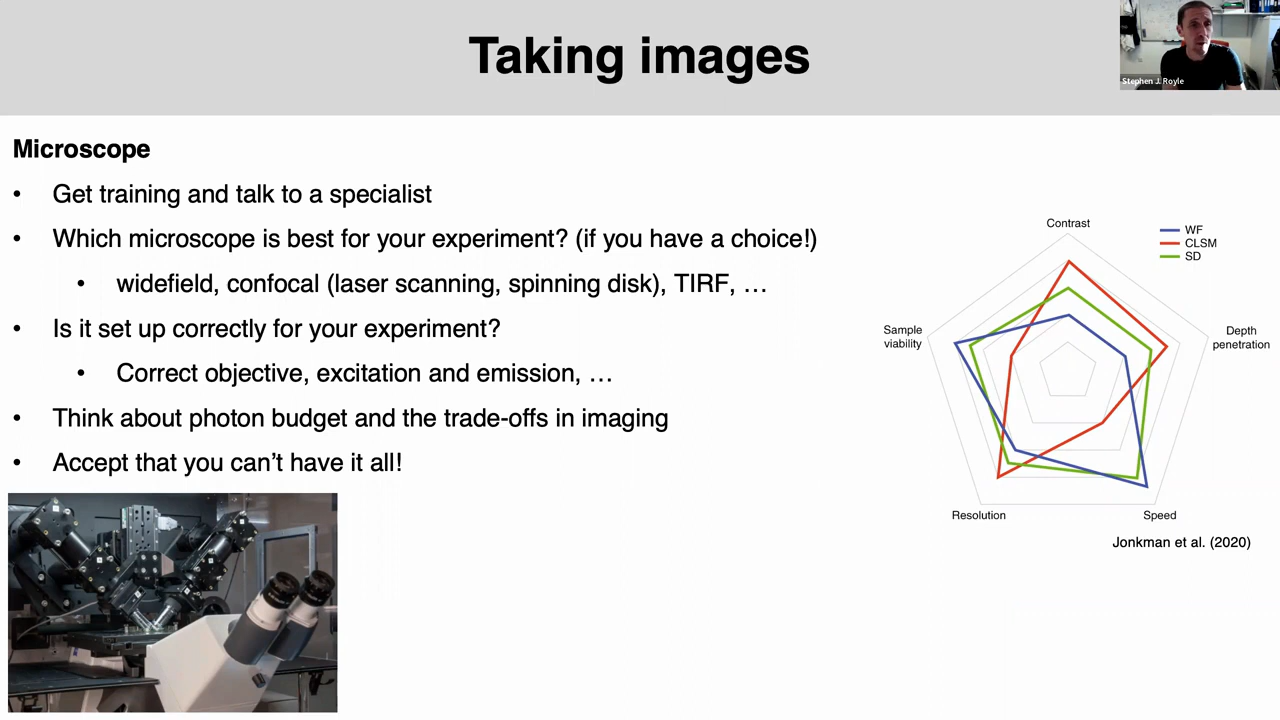 Taking images
Stephen J. Royle
Microscope
• Get training and talk to a specialist
• Which microscope is best for your experiment? (if you have a choice!)
• widefield, confocal (laser scanning, spinning disk), TIRF, …
• Is it set up correctly for your experiment?
• Correct objective, excitation and emission, …
• Think about photon budget and the trade-offs in imaging
• Accept that you can’t have it all!
Contrast
WF
CLSM
SD
Sample
viability
Depth
penetration
Resolution
Speed
Jonkman et al. (2020)